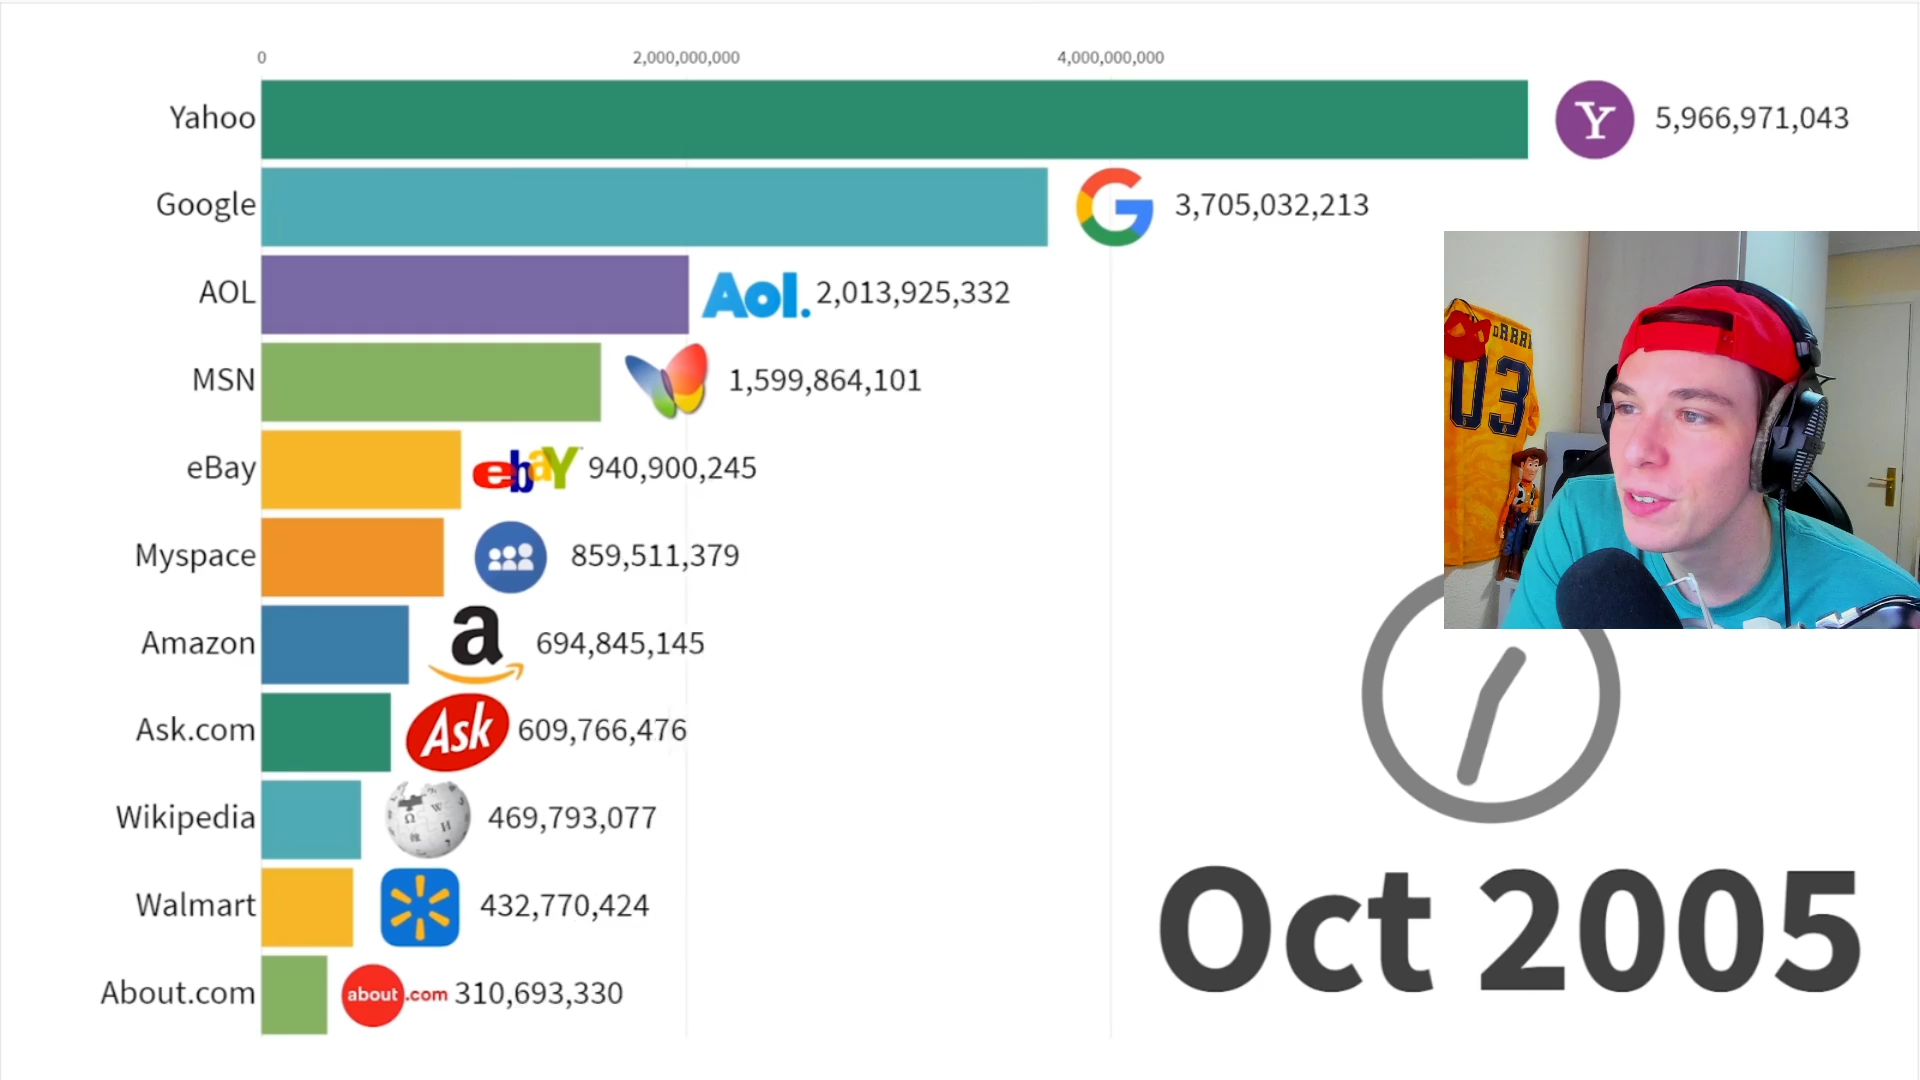 0 2,000,000,000 4,000,000,000
Yahoo Y 5,966,971,043
Google G 3,705,032,213
AOL Aol. 2,013,925,332
MSN 1,599,864,101
eBay ebaY 940,900,245
Myspace 859,511,379
Amazon a 694,845,145
Ask.com Ask 609,766,476
Wikipedia 469,793,077
Walmart 432,770,424
About.com about.com 310,693,330
03
Oct 2005